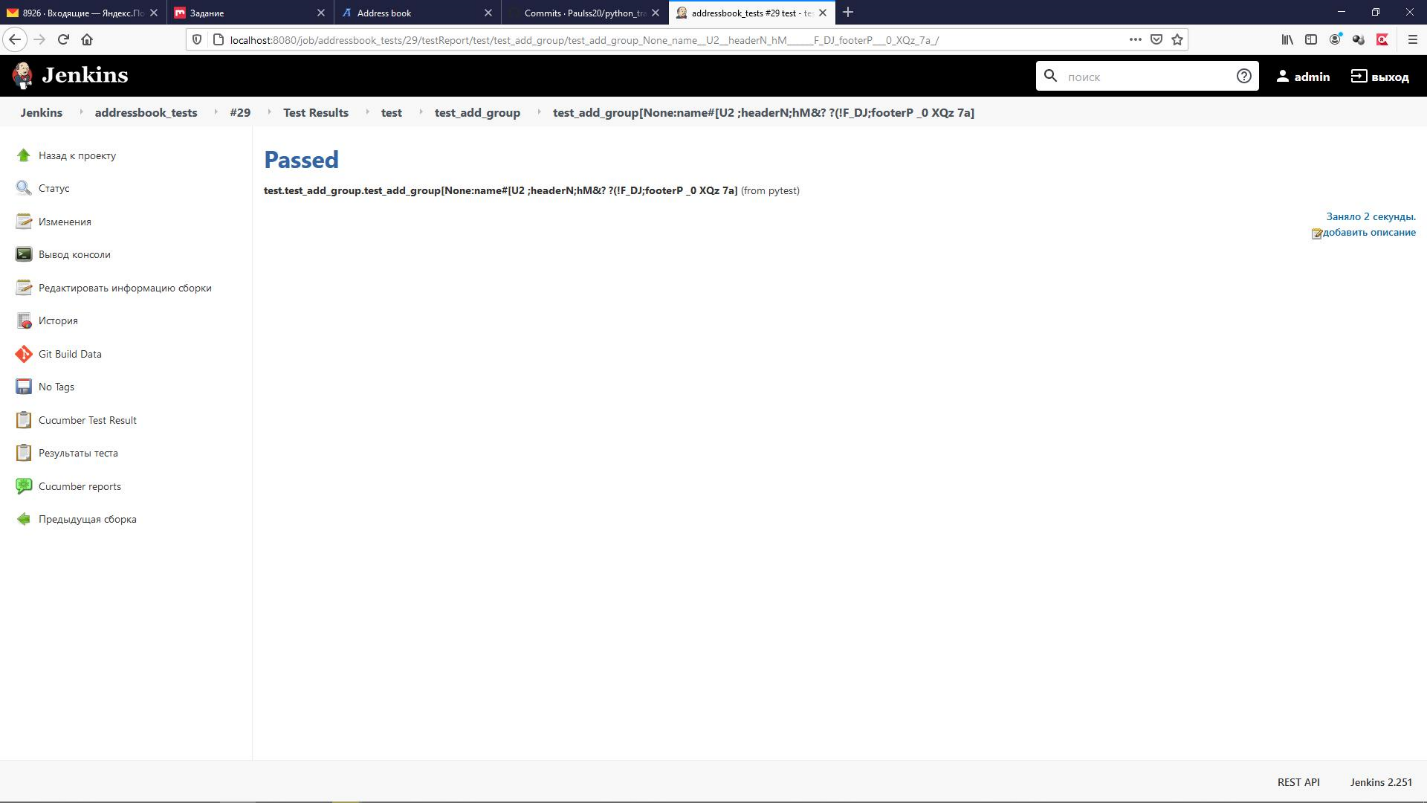 8926 · Входящие — Яндекс.По
Задание
Address book
Commits · Paulss20/python_tra
addressbook_tests #29 test - tes
localhost:8080/job/addressbook_tests/29/testReport/test/test_add_group/test_add_group_None_name__U2__headerN_hM______F_DJ_footerP___0_XQz_7a_/
Jenkins
поиск
admin
выход
Jenkins addressbook_tests #29 Test Results test test_add_group test_add_group[None:name#[U2 ;headerN;hM&? ?(!F_DJ;footerP _0 XQz 7a]
Назад к проекту
Статус
Изменения
Вывод консоли
Редактировать информацию сборки
История
Git Build Data
No Tags
Cucumber Test Result
Результаты теста
Cucumber reports
Предыдущая сборка
Passed
test.test_add_group.test_add_group[None:name#[U2 ;headerN;hM&? ?(!F_DJ;footerP _0 XQz 7a] (from pytest)
Заняло 2 секунды.
добавить описание
REST API
Jenkins 2.251